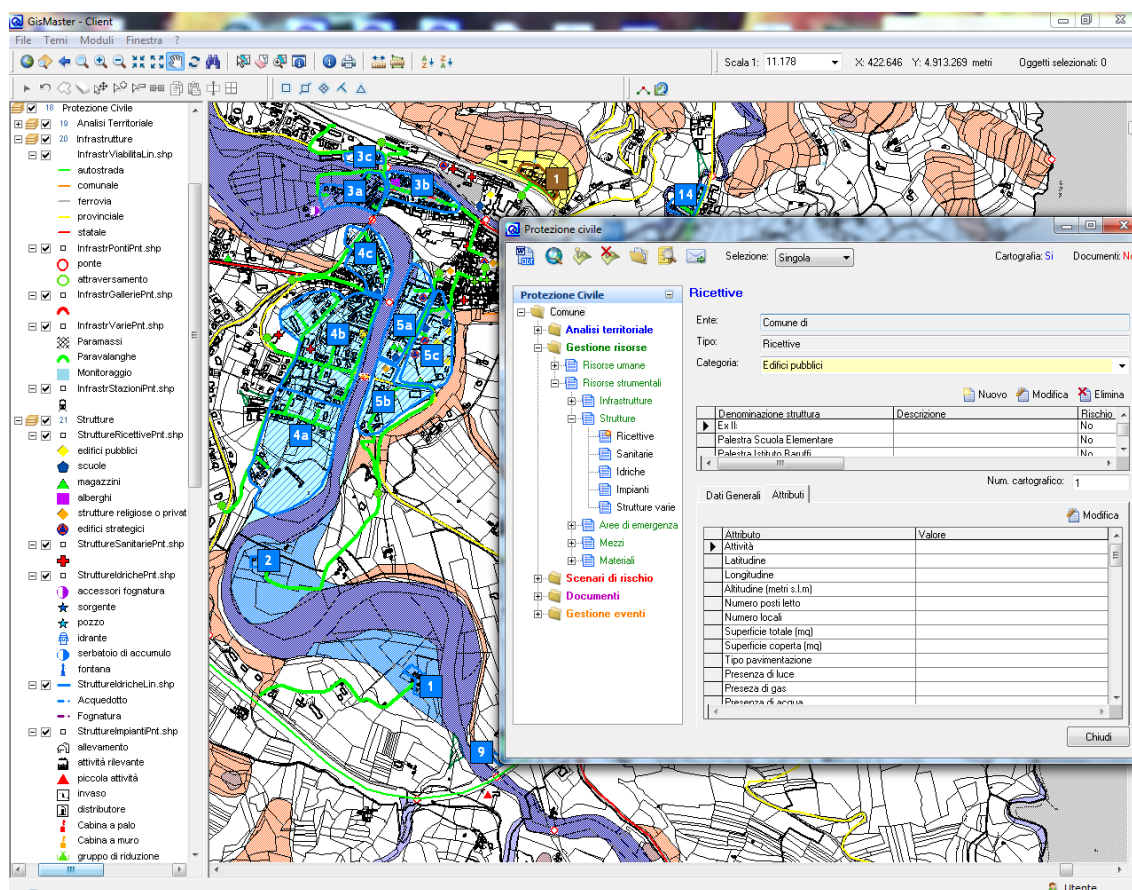 GisMaster - Client
File Temi Moduli Finestra ?
Scala 1: 11.178 X: 422.646 Y: 4.913.269 metri Oggetti selezionati: 0
18 Protezione Civile
19 Analisi Territoriale
20 Infrastrutture
InfrastrViabilitaLin.shp
autostrada
comunale
ferrovia
provinciale
statale
InfrastrPontiPnt.shp
ponte
attraversamento
InfrastrGalleriePnt.shp
InfrastrVariePnt.shp
Paramassi
Paravalanghe
Monitoraggio
InfrastrStazioniPnt.shp
21 Strutture
StruttureRicettivePnt.shp
edifici pubblici
scuole
magazzini
alberghi
strutture religiose o privat
edifici strategici
StruttureSanitariePnt.shp
StruttureIdrichePnt.shp
accessori fognatura
sorgente
pozzo
idrante
serbatoio di accumulo
fontana
StruttureIdricheLin.shp
Acquedotto
Fognatura
StruttureImpiantiPnt.shp
allevamento
attività rilevante
piccola attività
invaso
distributore
Cabina a palo
Cabina a muro
gruppo di riduzione
3c
3a
3b
1
14
4c
4b
5a
5c
5b
4a
2
1
9
Protezione civile
Selezione: Singola Cartografia: Si Documenti: No
Protezione Civile
Comune
Analisi territoriale
Gestione risorse
Risorse umane
Risorse strumentali
Infrastrutture
Strutture
Ricettive
Sanitarie
Idriche
Impianti
Strutture varie
Aree di emergenza
Mezzi
Materiali
Scenari di rischio
Documenti
Gestione eventi
Ricettive
Ente: Comune di
Tipo: Ricettive
Categoria: Edifici pubblici
Nuovo Modifica Elimina
Denominazione struttura Descrizione Rischio
Ex II: No
Palestra Scuola Elementare No
Palestra Istituto Baruffi No
Num. cartografico: 1
Dati Generali Attributi
Modifica
Attributo Valore
Attività
Latitudine
Longitudine
Altitudine (metri s.l.m)
Numero posti letto
Numero locali
Superficie totale (mq)
Superficie coperta (mq)
Tipo pavimentazione
Presenza di luce
Preseza di gas
Presenza di acqua
Chiudi
Utente